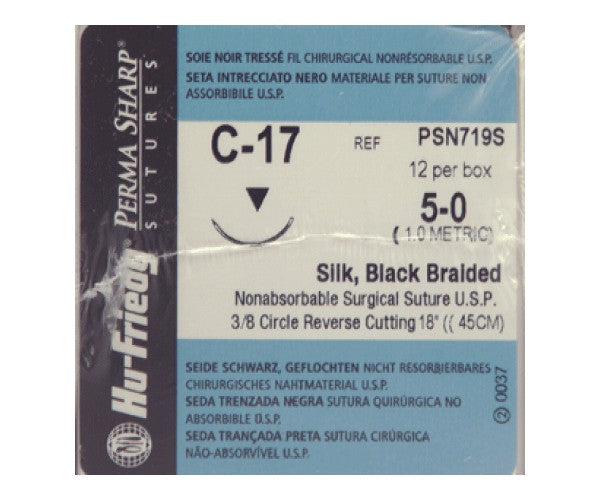 SOIE NOIR TRESSÉ FIL CHIRURGICAL NONRÉSORBABLE U.S.P.
SETA INTRECCIATO NERO MATERIALE PER SUTURE NON
ASSORBIBILE U.S.P.
Hu-Friedy®
PERMA SHARP®
SUTURES
C-17
REF PSN719S
12 per box
5-0
( 1.0 METRIC)
Silk, Black Braided
Nonabsorbable Surgical Suture U.S.P.
3/8 Circle Reverse Cutting 18" (( 45CM)
SEIDE SCHWARZ, GEFLOCHTEN NICHT RESORBIERBARES
CHIRURGISCHES NAHTMATERIAL U.S.P.
SEDA TRENZADA NEGRA SUTURA QUIRÚRGICA NO
ABSORBIBLE U.S.P.
SEDA TRANÇADA PRETA SUTURA CIRÚRGICA
NÃO-ABSORVÍVEL U.S.P.
2 0037